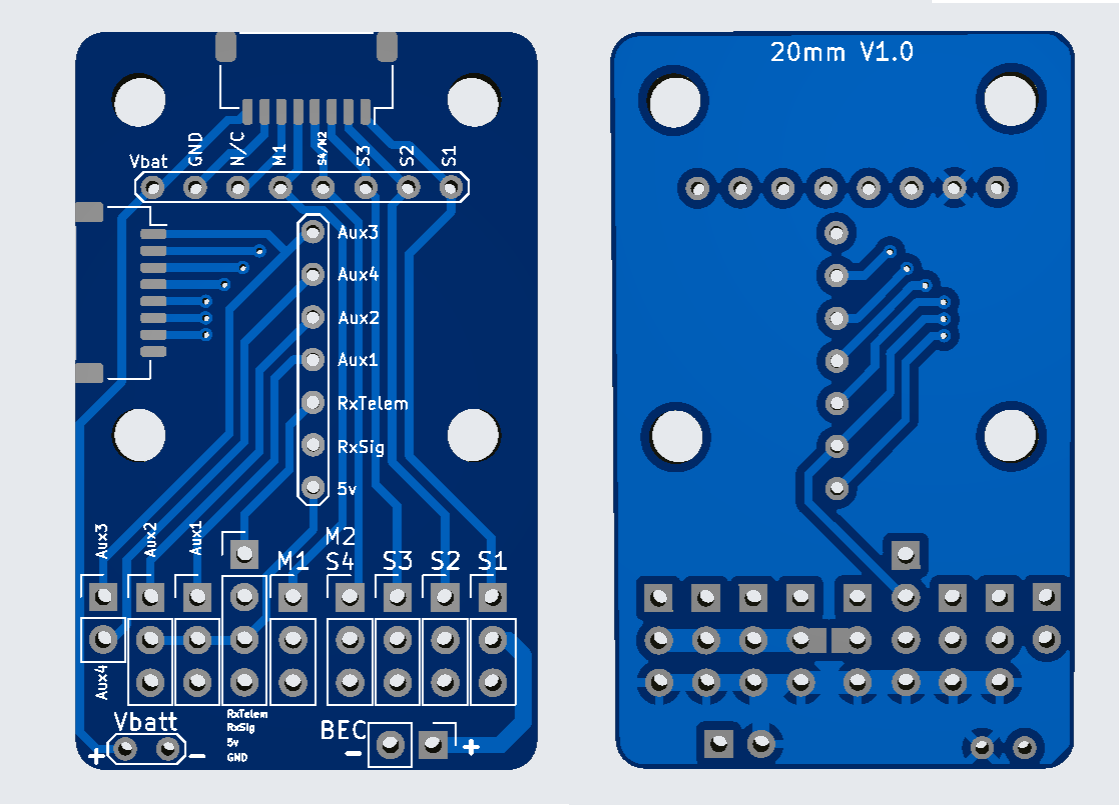 20mm V1.0
Vbat
GND
N/C
M1
S4/M2
S3
S2
S1
Aux3
Aux4
Aux2
Aux1
RxTelem
RxSig
5v
Aux3
Aux2
Aux1
M1
M2
S4
S3
S2
S1
Aux4
RxTelem
RxSig
5v
GND
Vbatt
+ −
BEC
− +